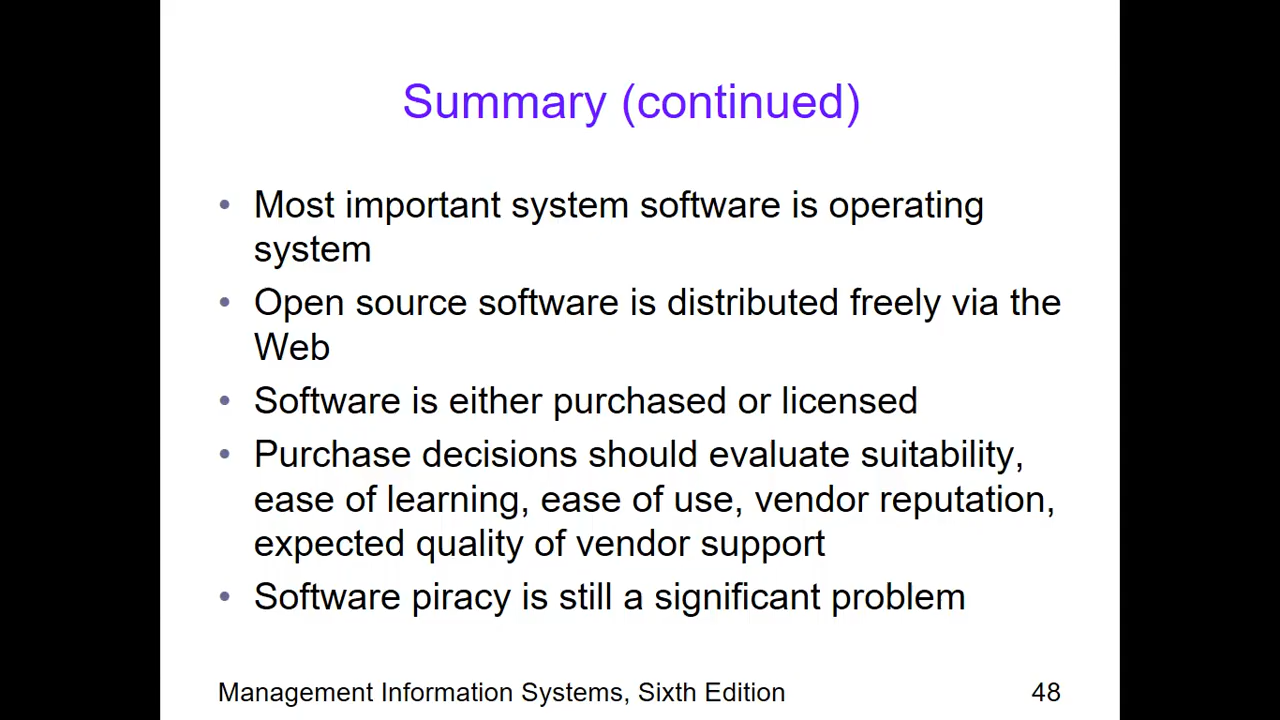 Summary (continued)
• Most important system software is operating
system
• Open source software is distributed freely via the
Web
• Software is either purchased or licensed
• Purchase decisions should evaluate suitability,
ease of learning, ease of use, vendor reputation,
expected quality of vendor support
• Software piracy is still a significant problem
Management Information Systems, Sixth Edition
48